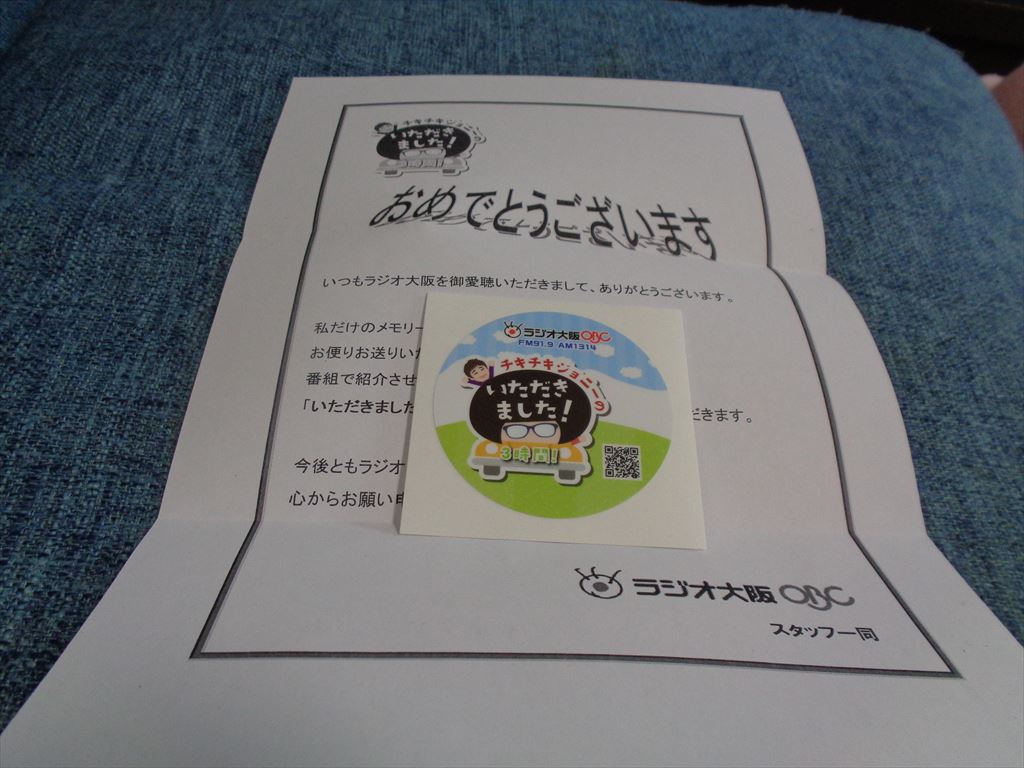 チキチキジョニーの
いただき
ました!
3時間!
おめでとうございます
いつもラジオ大阪を御愛聴いただきまして、ありがとうございます。
私だけのメモリー
お便りお送りいた
番組で紹介させ
「いただきました
だきます。
今後ともラジオ
心からお願い申
ラジオ大阪 OBC
FM91.9 AM1314
チキチキジョニーの
いただき
ました!
3時間!
ラジオ大阪 OBC
スタッフ一同